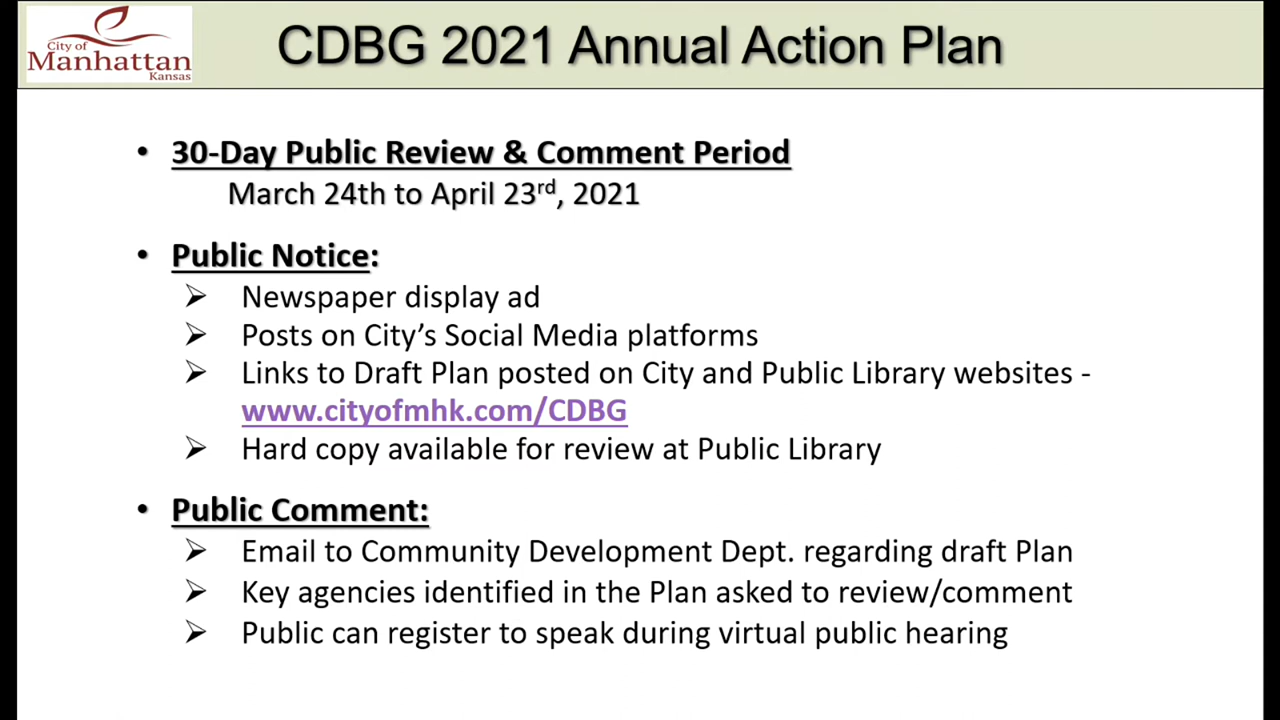 City of
Manhattan
Kansas
CDBG 2021 Annual Action Plan
• 30-Day Public Review & Comment Period
March 24th to April 23rd, 2021
• Public Notice:
➢ Newspaper display ad
➢ Posts on City’s Social Media platforms
➢ Links to Draft Plan posted on City and Public Library websites -
www.cityofmhk.com/CDBG
➢ Hard copy available for review at Public Library
• Public Comment:
➢ Email to Community Development Dept. regarding draft Plan
➢ Key agencies identified in the Plan asked to review/comment
➢ Public can register to speak during virtual public hearing